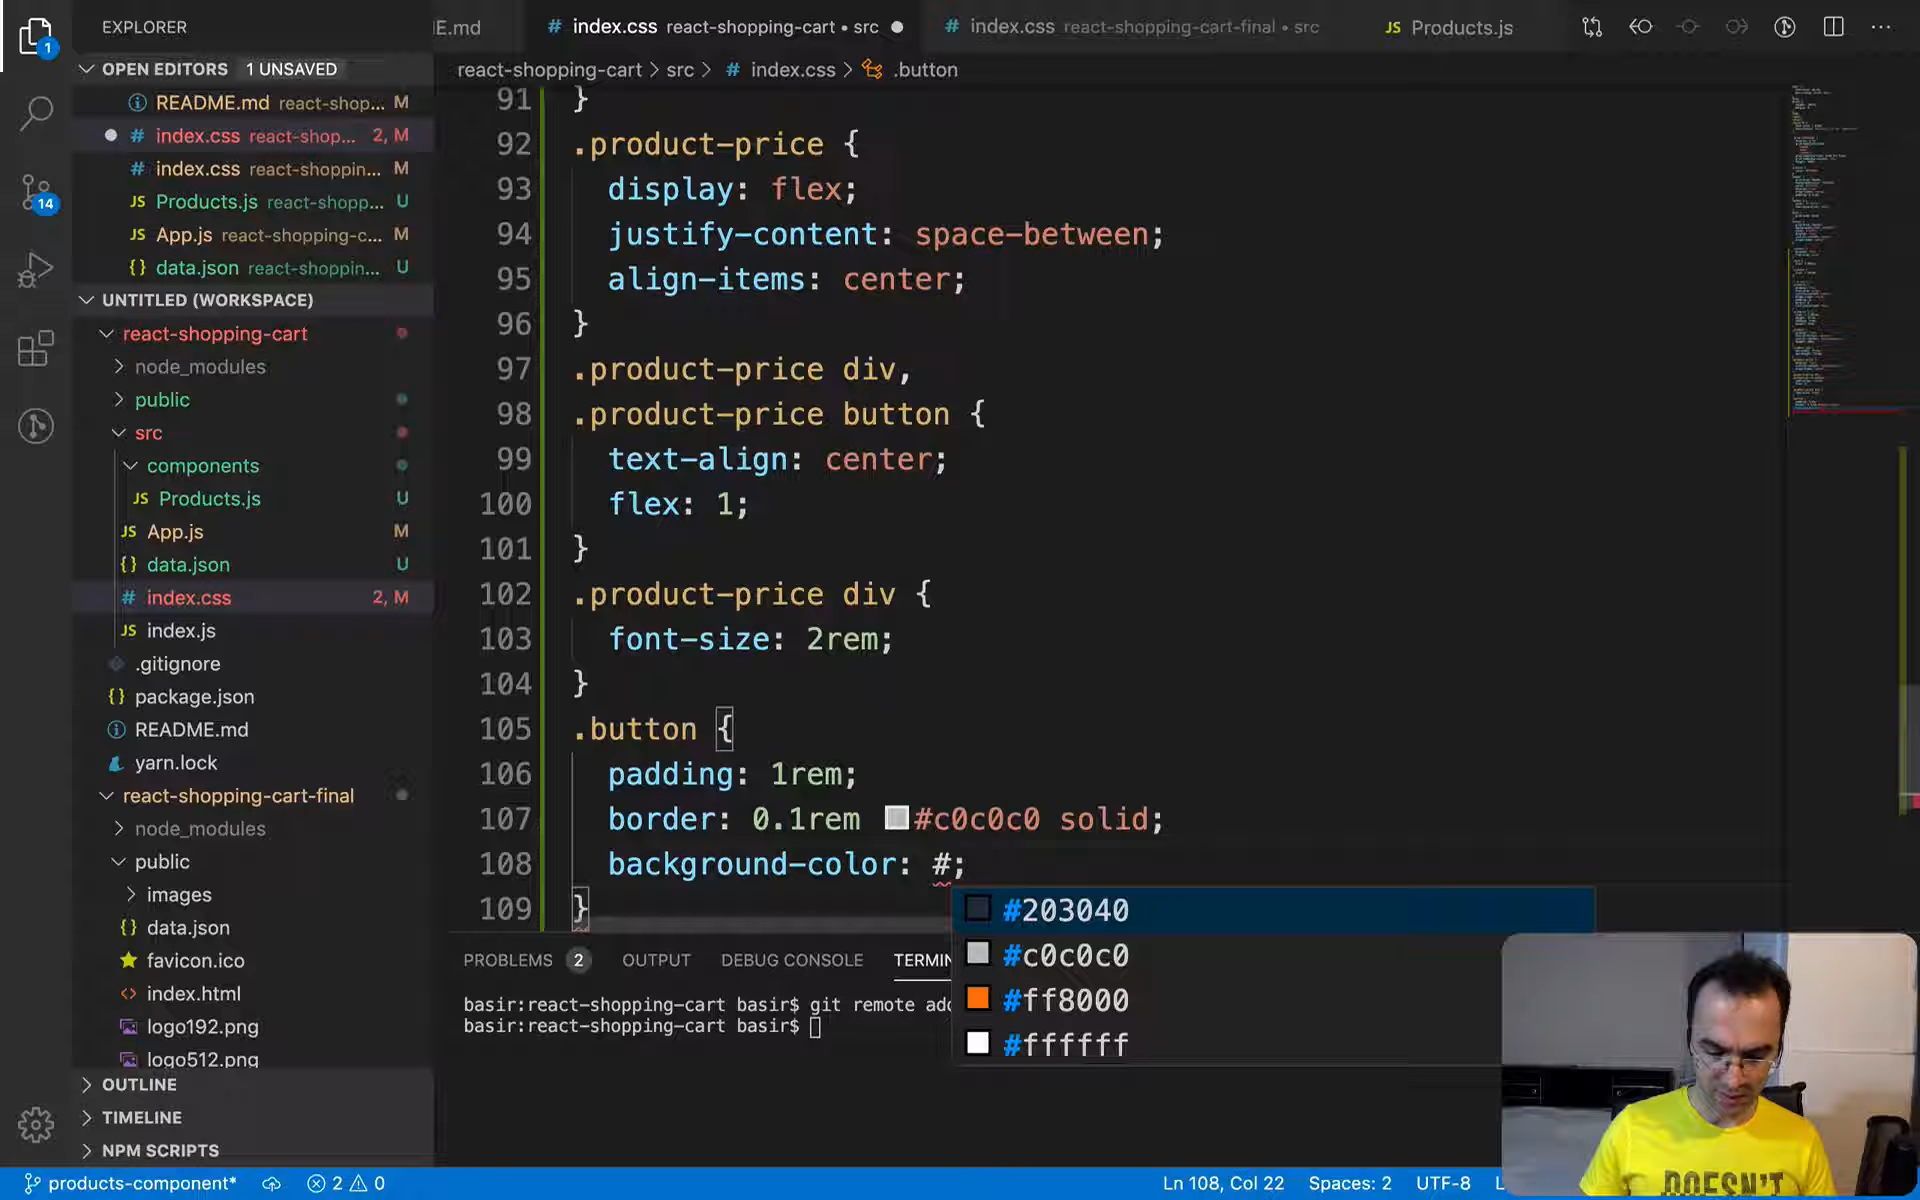 EXPLORER
OPEN EDITORS 1 UNSAVED
README.md react-shop... M
index.css react-shop... 2, M
index.css react-shoppin... M
JS Products.js react-shopp... U
JS App.js react-shopping-c... M
{} data.json react-shoppin... U
UNTITLED (WORKSPACE)
react-shopping-cart
node_modules
public
src
components
JS Products.js U
JS App.js M
{} data.json U
# index.css 2, M
JS index.js
.gitignore
{} package.json
README.md
yarn.lock
react-shopping-cart-final
node_modules
public
images
{} data.json
favicon.ico
<> index.html
logo192.png
logo512.png
OUTLINE
TIMELINE
NPM SCRIPTS
1
14
E.md
# index.css react-shopping-cart • src
# index.css react-shopping-cart-final • src
JS Products.js
react-shopping-cart > src > # index.css > .button
91 }
92 .product-price {
93 display: flex;
94 justify-content: space-between;
95 align-items: center;
96 }
97 .product-price div,
98 .product-price button {
99 text-align: center;
100 flex: 1;
101 }
102 .product-price div {
103 font-size: 2rem;
104 }
105 .button {
106 padding: 1rem;
107 border: 0.1rem #c0c0c0 solid;
108 background-color: #;
109 }
#203040
#c0c0c0
#ff8000
#ffffff
PROBLEMS 2 OUTPUT DEBUG CONSOLE TERMIN
basir:react-shopping-cart basir$ git remote ad
basir:react-shopping-cart basir$
DOESN'T
products-component* 2 0
Ln 108, Col 22 Spaces: 2 UTF-8 L